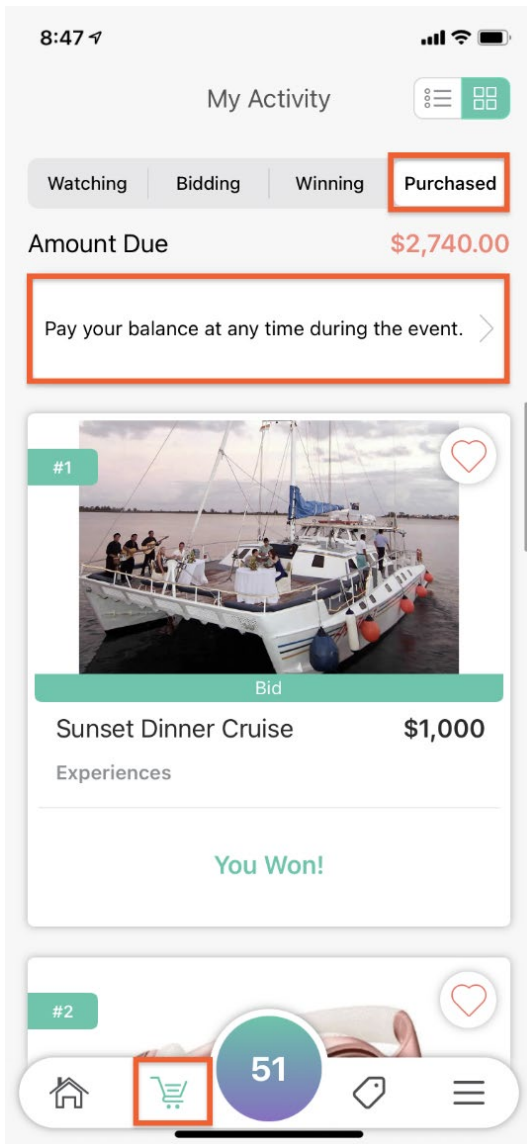 8:47
My Activity
Watching Bidding Winning Purchased
Amount Due $2,740.00
Pay your balance at any time during the event.
#1
Bid
Sunset Dinner Cruise $1,000
Experiences
You Won!
#2
51